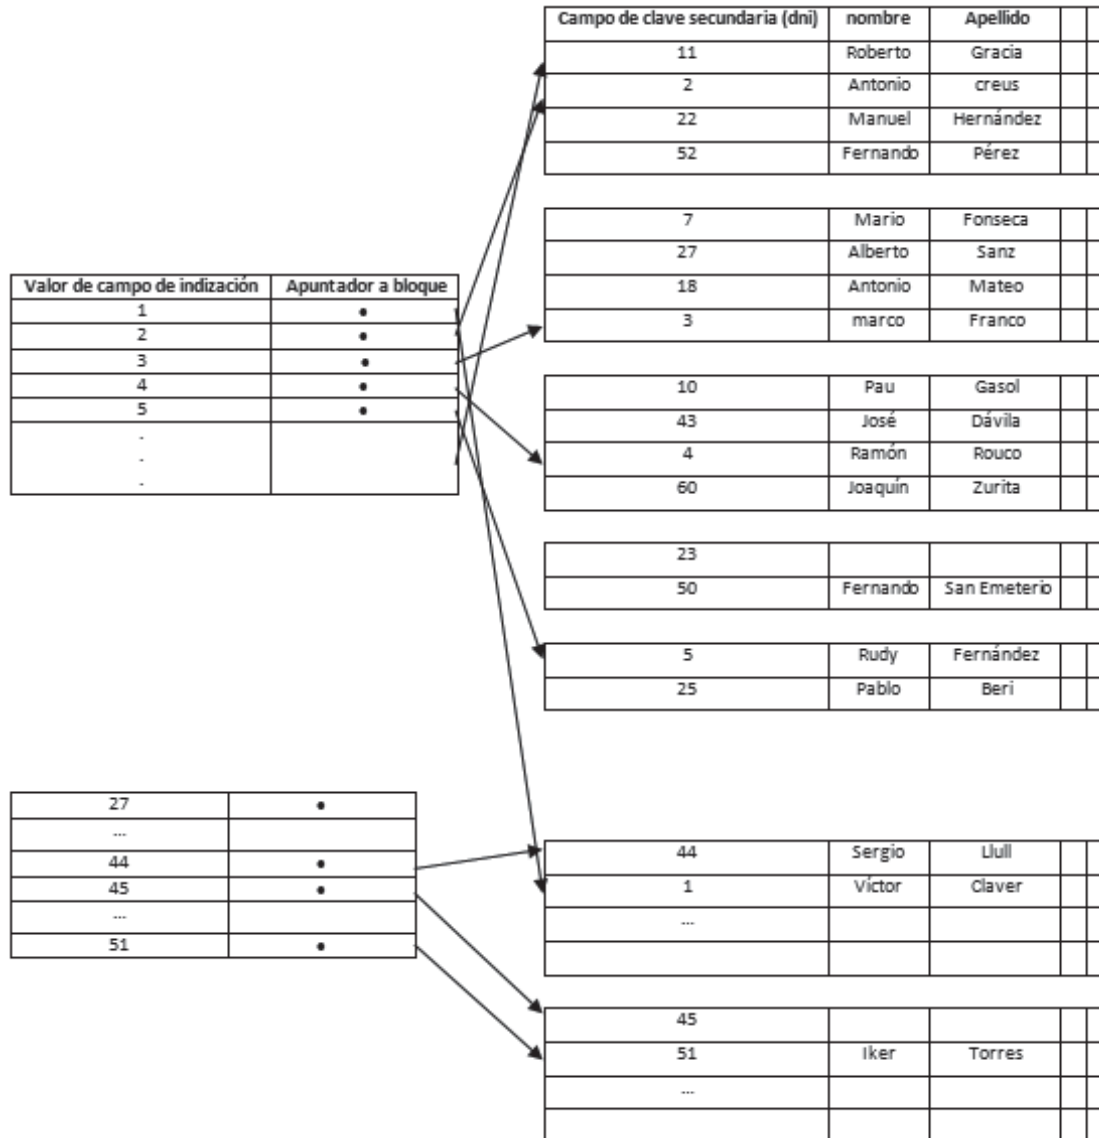 Campo de clave secundaria (dni) nombre Apellido
11 Roberto Gracia
2 Antonio creus
22 Manuel Hernández
52 Fernando Pérez
7 Mario Fonseca
27 Alberto Sanz
18 Antonio Mateo
3 marco Franco
Valor de campo de indización Apuntador a bloque
1 •
2 •
3 •
4 •
5 •
.
.
.
10 Pau Gasol
43 José Dávila
4 Ramón Rouco
60 Joaquín Zurita
23
50 Fernando San Emeterio
5 Rudy Fernández
25 Pablo Beri
27 •
...
44 •
45 •
...
51 •
44 Sergio Llull
1 Víctor Claver
...
45
51 Iker Torres
...